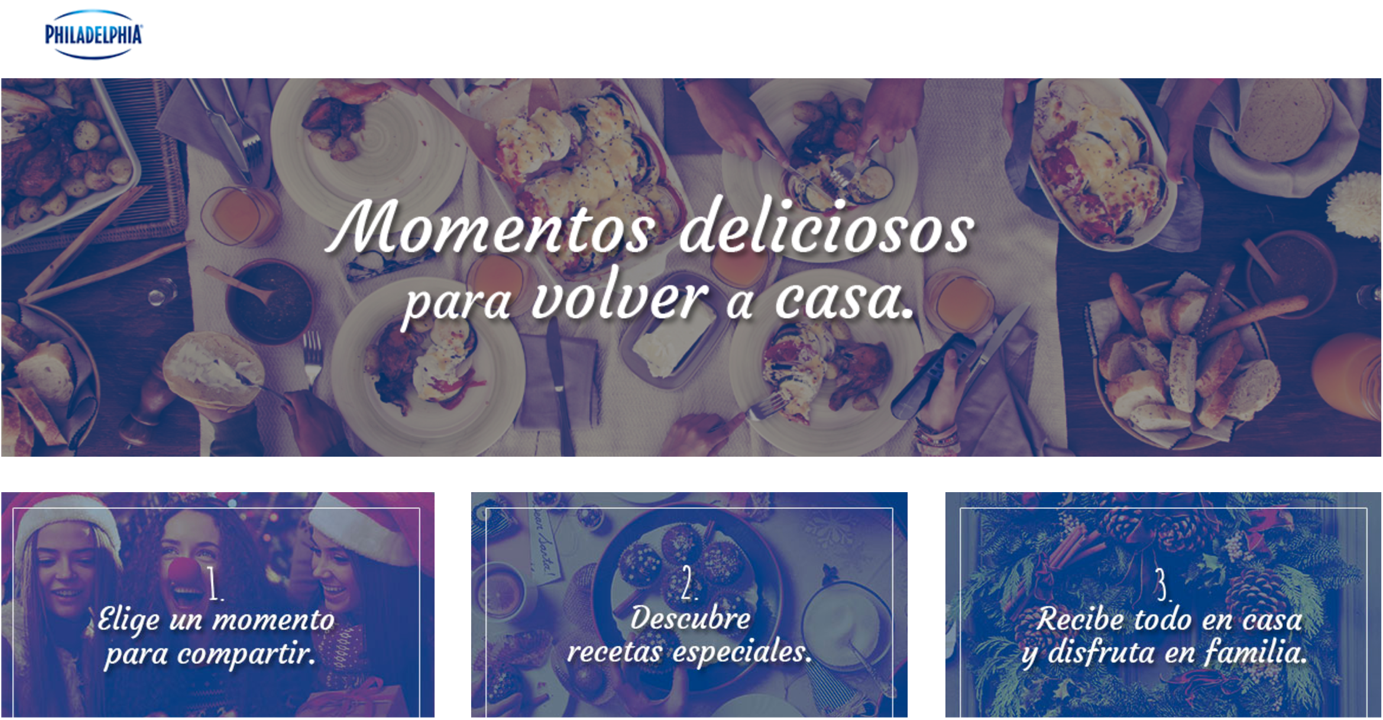 PHILADELPHIA
Momentos deliciosos
para volver a casa.
1.
Elige un momento
para compartir.
2.
Descubre
recetas especiales.
3.
Recibe todo en casa
y disfruta en familia.